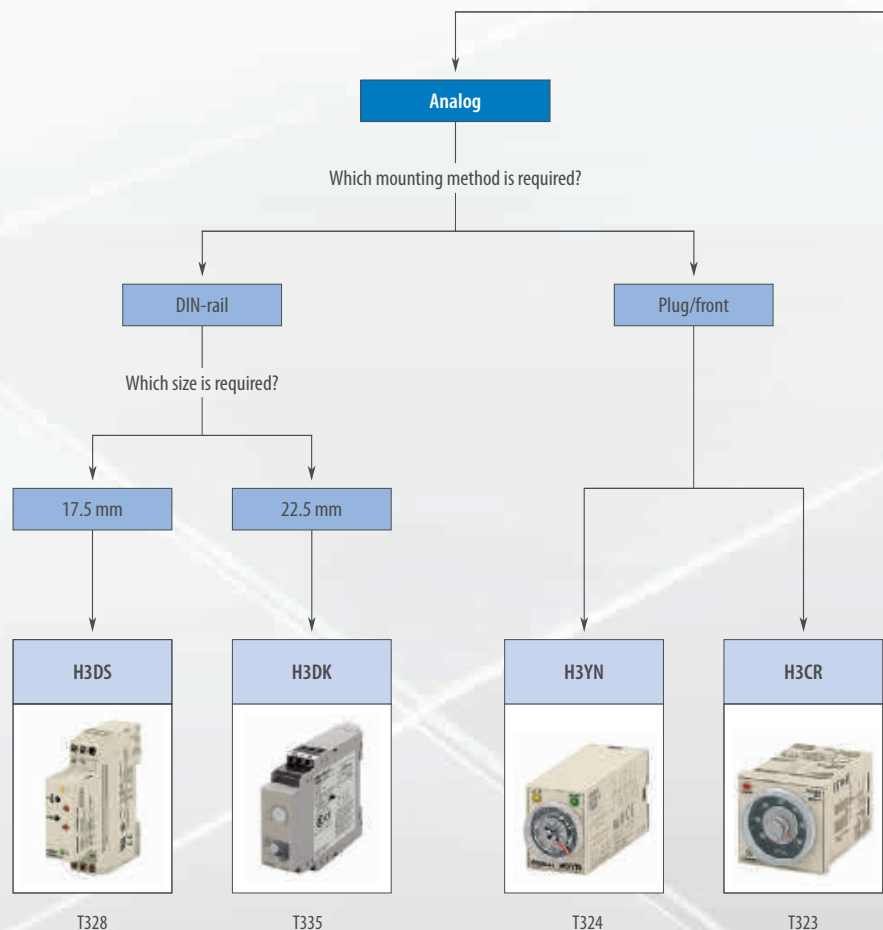 Analog
Which mounting method is required?
DIN-rail
Plug/front
Which size is required?
17.5 mm
22.5 mm
H3DS
H3DK
H3YN
H3CR
T328
T335
T324
T323